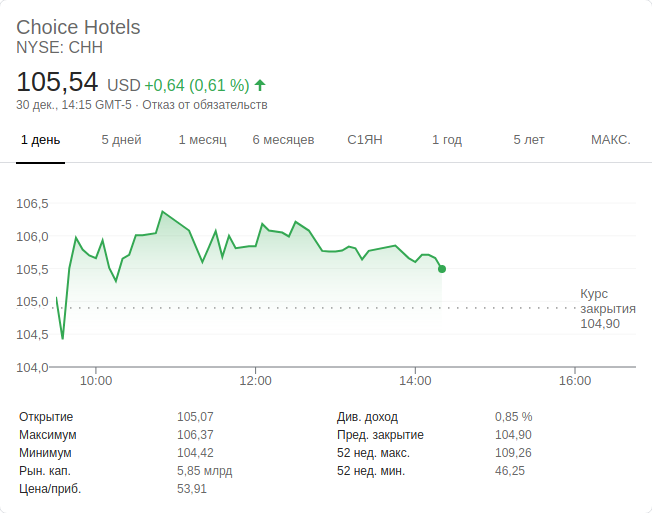 Choice Hotels
NYSE: CHH
105,54 USD +0,64 (0,61 %)
30 дек., 14:15 GMT-5 · Отказ от обязательств
1 день 5 дней 1 месяц 6 месяцев С1ЯН 1 год 5 лет МАКС.
106,5
106,0
105,5
105,0
104,5
104,0
Курс
закрытия
104,90
10:00 12:00 14:00 16:00
Открытие 105,07 Див. доход 0,85 %
Максимум 106,37 Пред. закрытие 104,90
Минимум 104,42 52 нед. макс. 109,26
Рын. кап. 5,85 млрд 52 нед. мин. 46,25
Цена/приб. 53,91